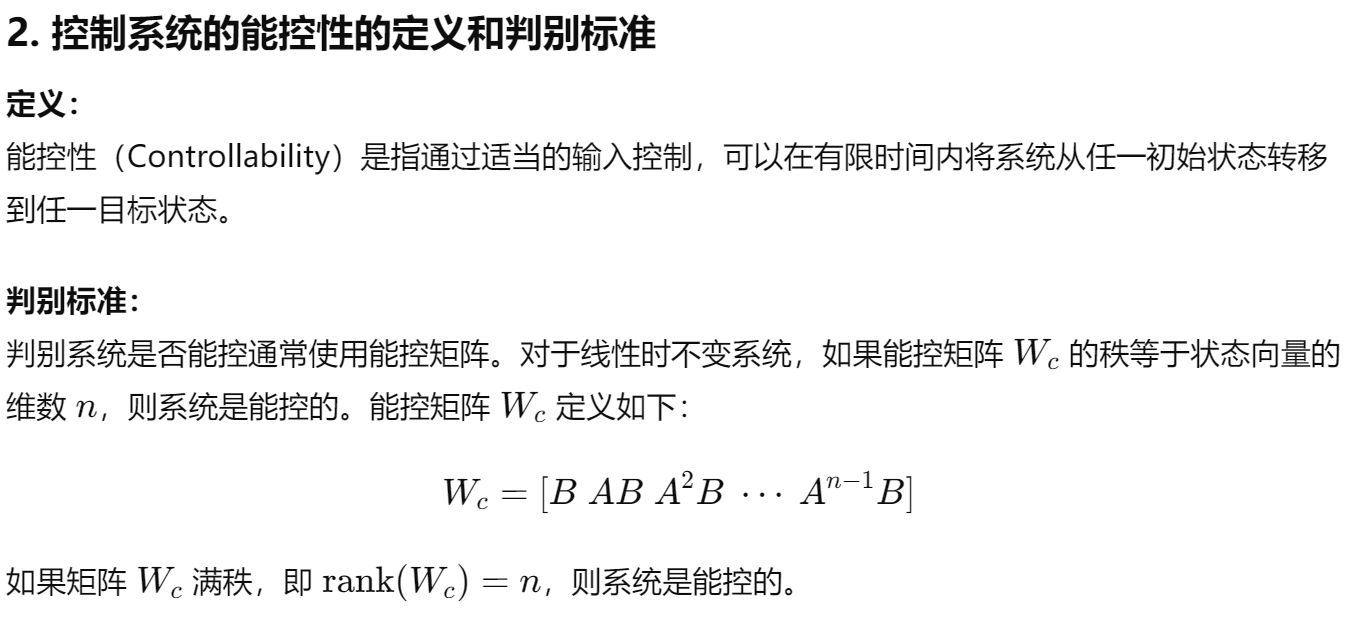 2. 控制系统的能控性的定义和判别标准
定义：
能控性（Controllability）是指通过适当的输入控制，可以在有限时间内将系统从任一初始状态转移
到任一目标状态。
判别标准：
判别系统是否能控通常使用能控矩阵。对于线性时不变系统，如果能控矩阵 W_c 的秩等于状态向量的
维数 n，则系统是能控的。能控矩阵 W_c 定义如下：
W_c = [B AB A^2B ⋯ A^{n−1}B]
如果矩阵 W_c 满秩，即 rank(W_c) = n，则系统是能控的。